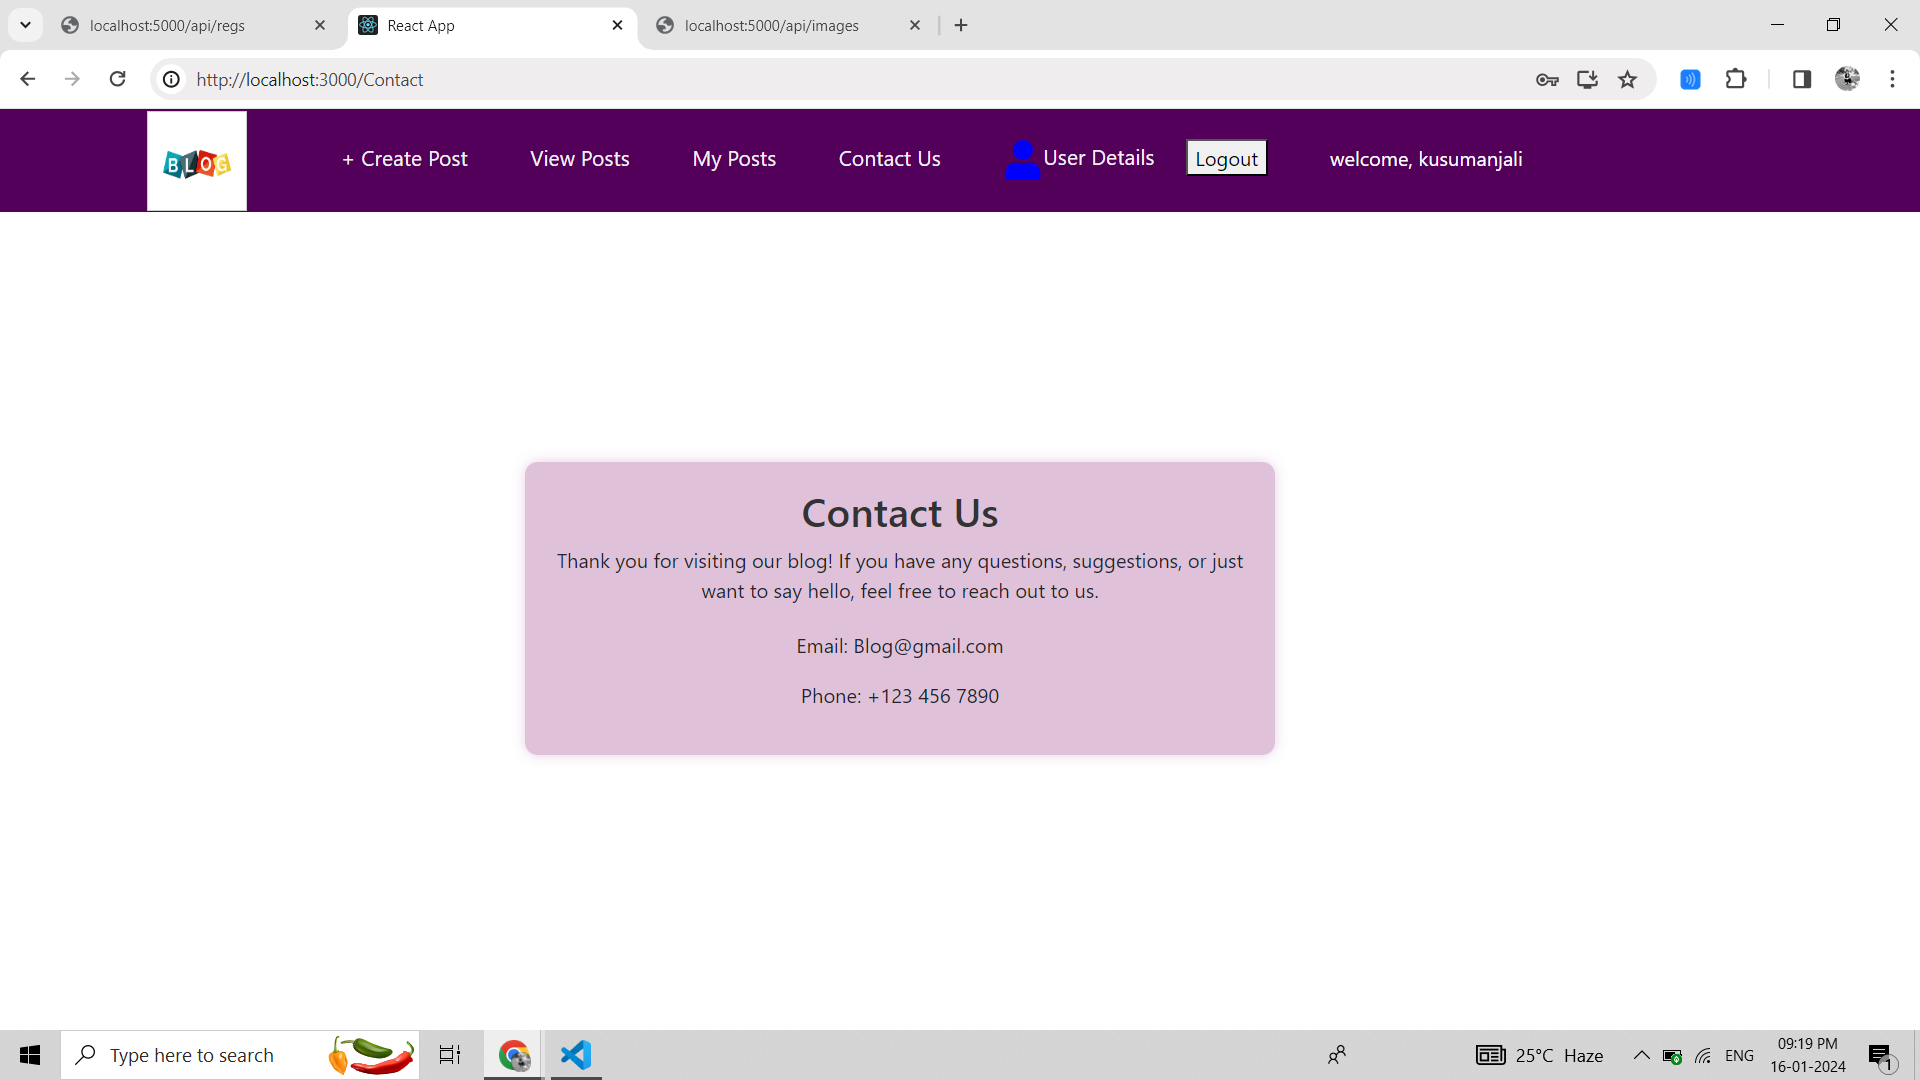 localhost:5000/api/regs
React App
localhost:5000/api/images
http://localhost:3000/Contact
BLOG
+ Create Post
View Posts
My Posts
Contact Us
User Details
Logout
welcome, kusumanjali
Contact Us
Thank you for visiting our blog! If you have any questions, suggestions, or just
want to say hello, feel free to reach out to us.
Email: Blog@gmail.com
Phone: +123 456 7890
Type here to search
25°C Haze
ENG
09:19 PM
16-01-2024
1